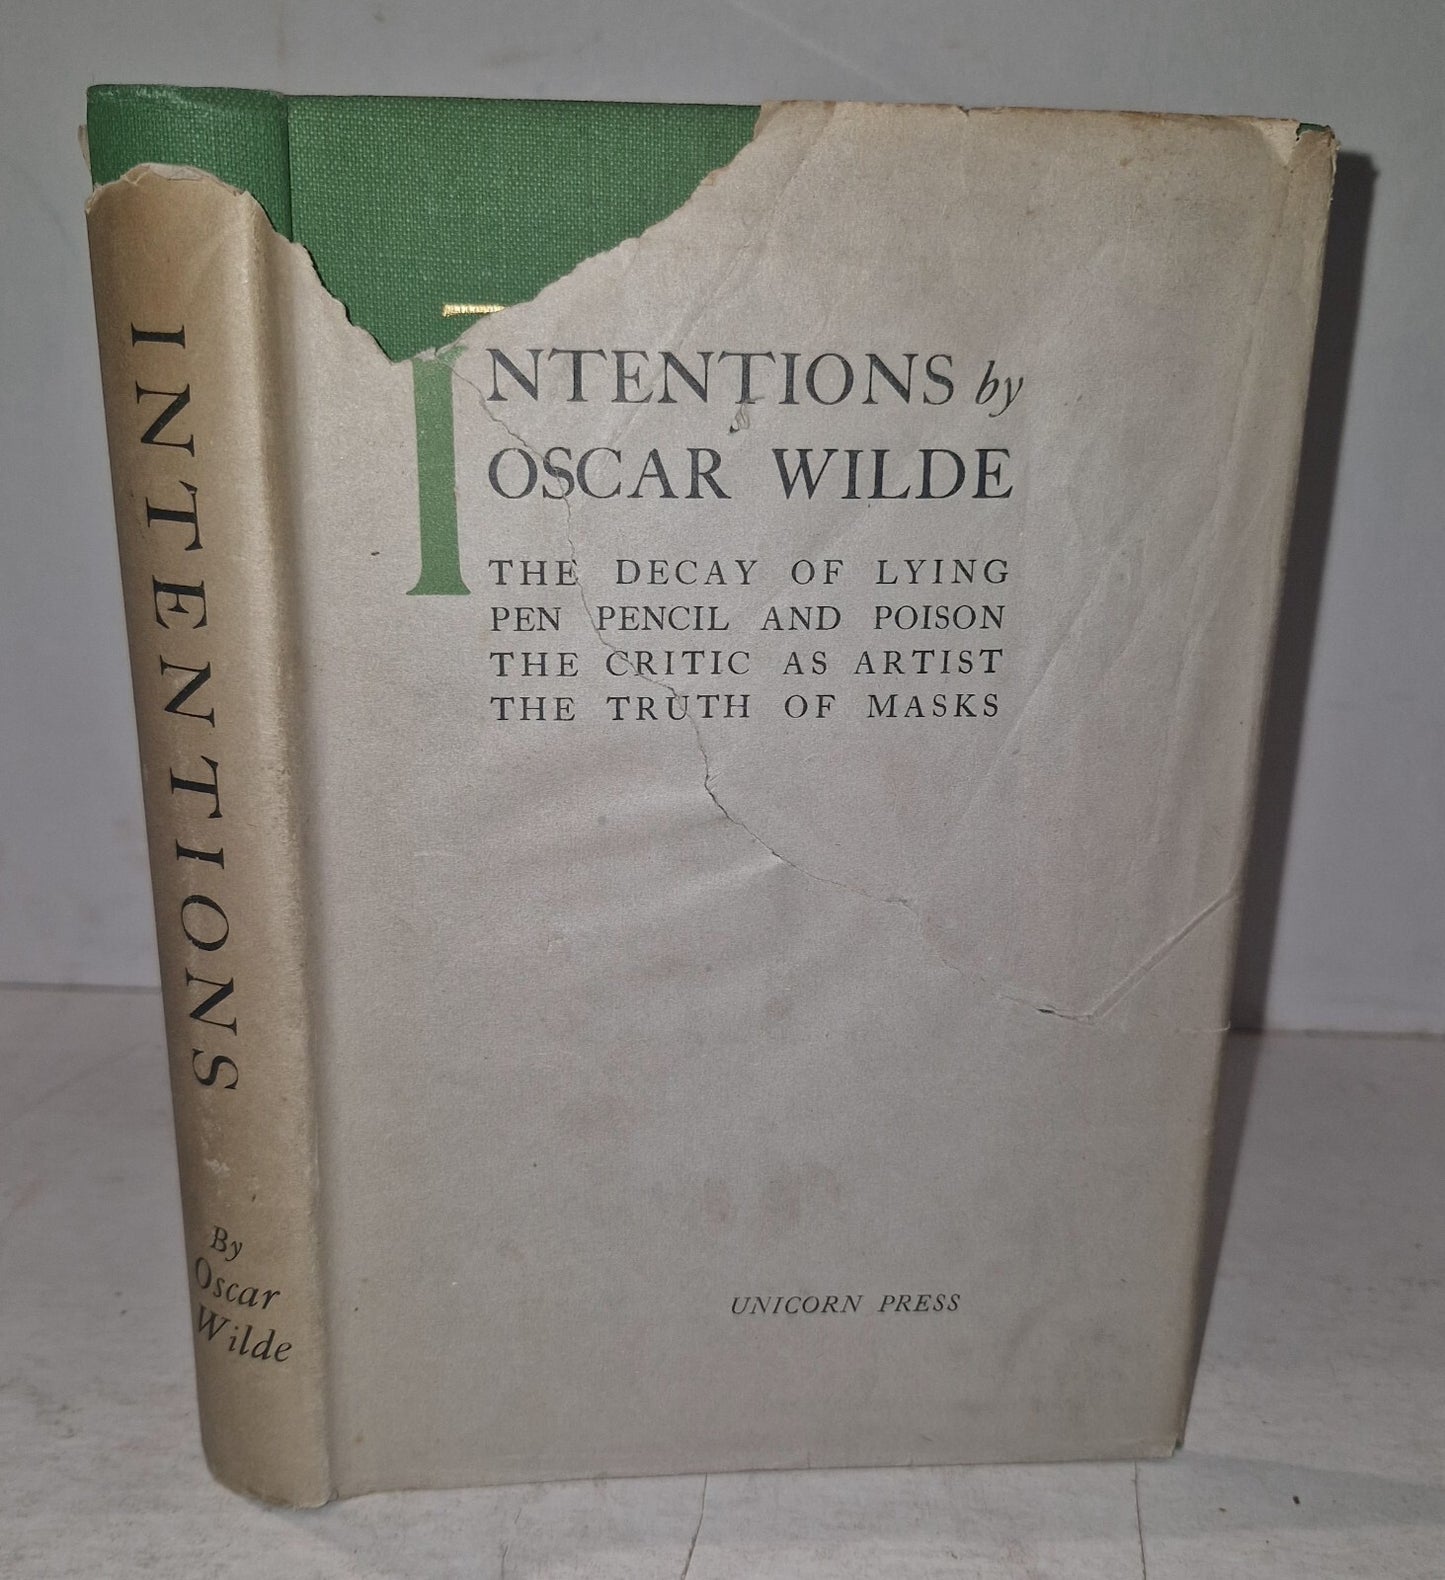 INTENTIONS
By
Oscar
Wilde
INTENTIONS by
OSCAR WILDE
THE DECAY OF LYING
PEN PENCIL AND POISON
THE CRITIC AS ARTIST
THE TRUTH OF MASKS
UNICORN PRESS